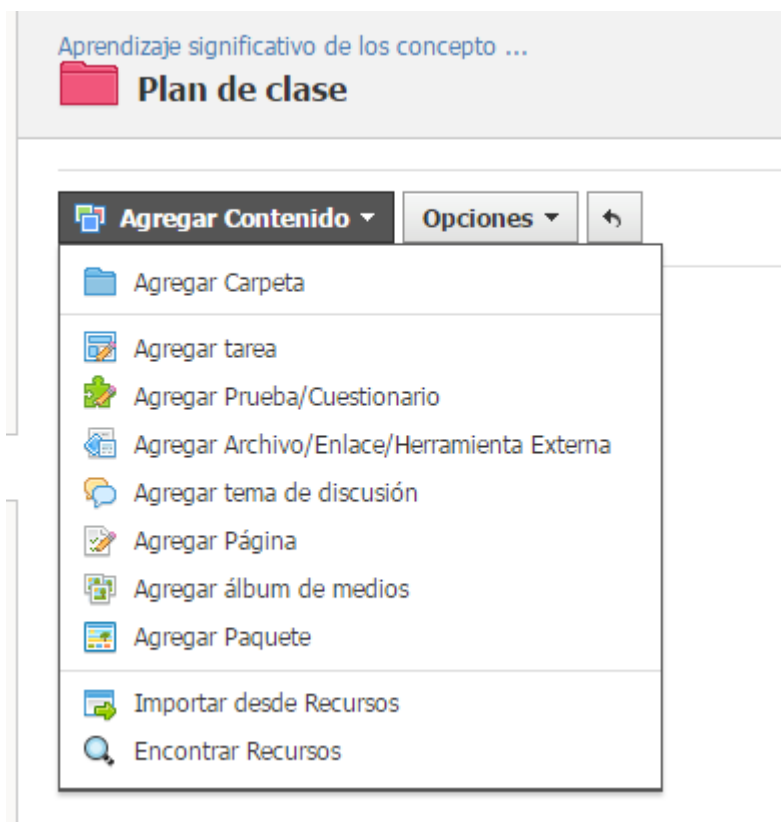 Aprendizaje significativo de los concepto ...
Plan de clase
Agregar Contenido Opciones
Agregar Carpeta
Agregar tarea
Agregar Prueba/Cuestionario
Agregar Archivo/Enlace/Herramienta Externa
Agregar tema de discusión
Agregar Página
Agregar álbum de medios
Agregar Paquete
Importar desde Recursos
Encontrar Recursos